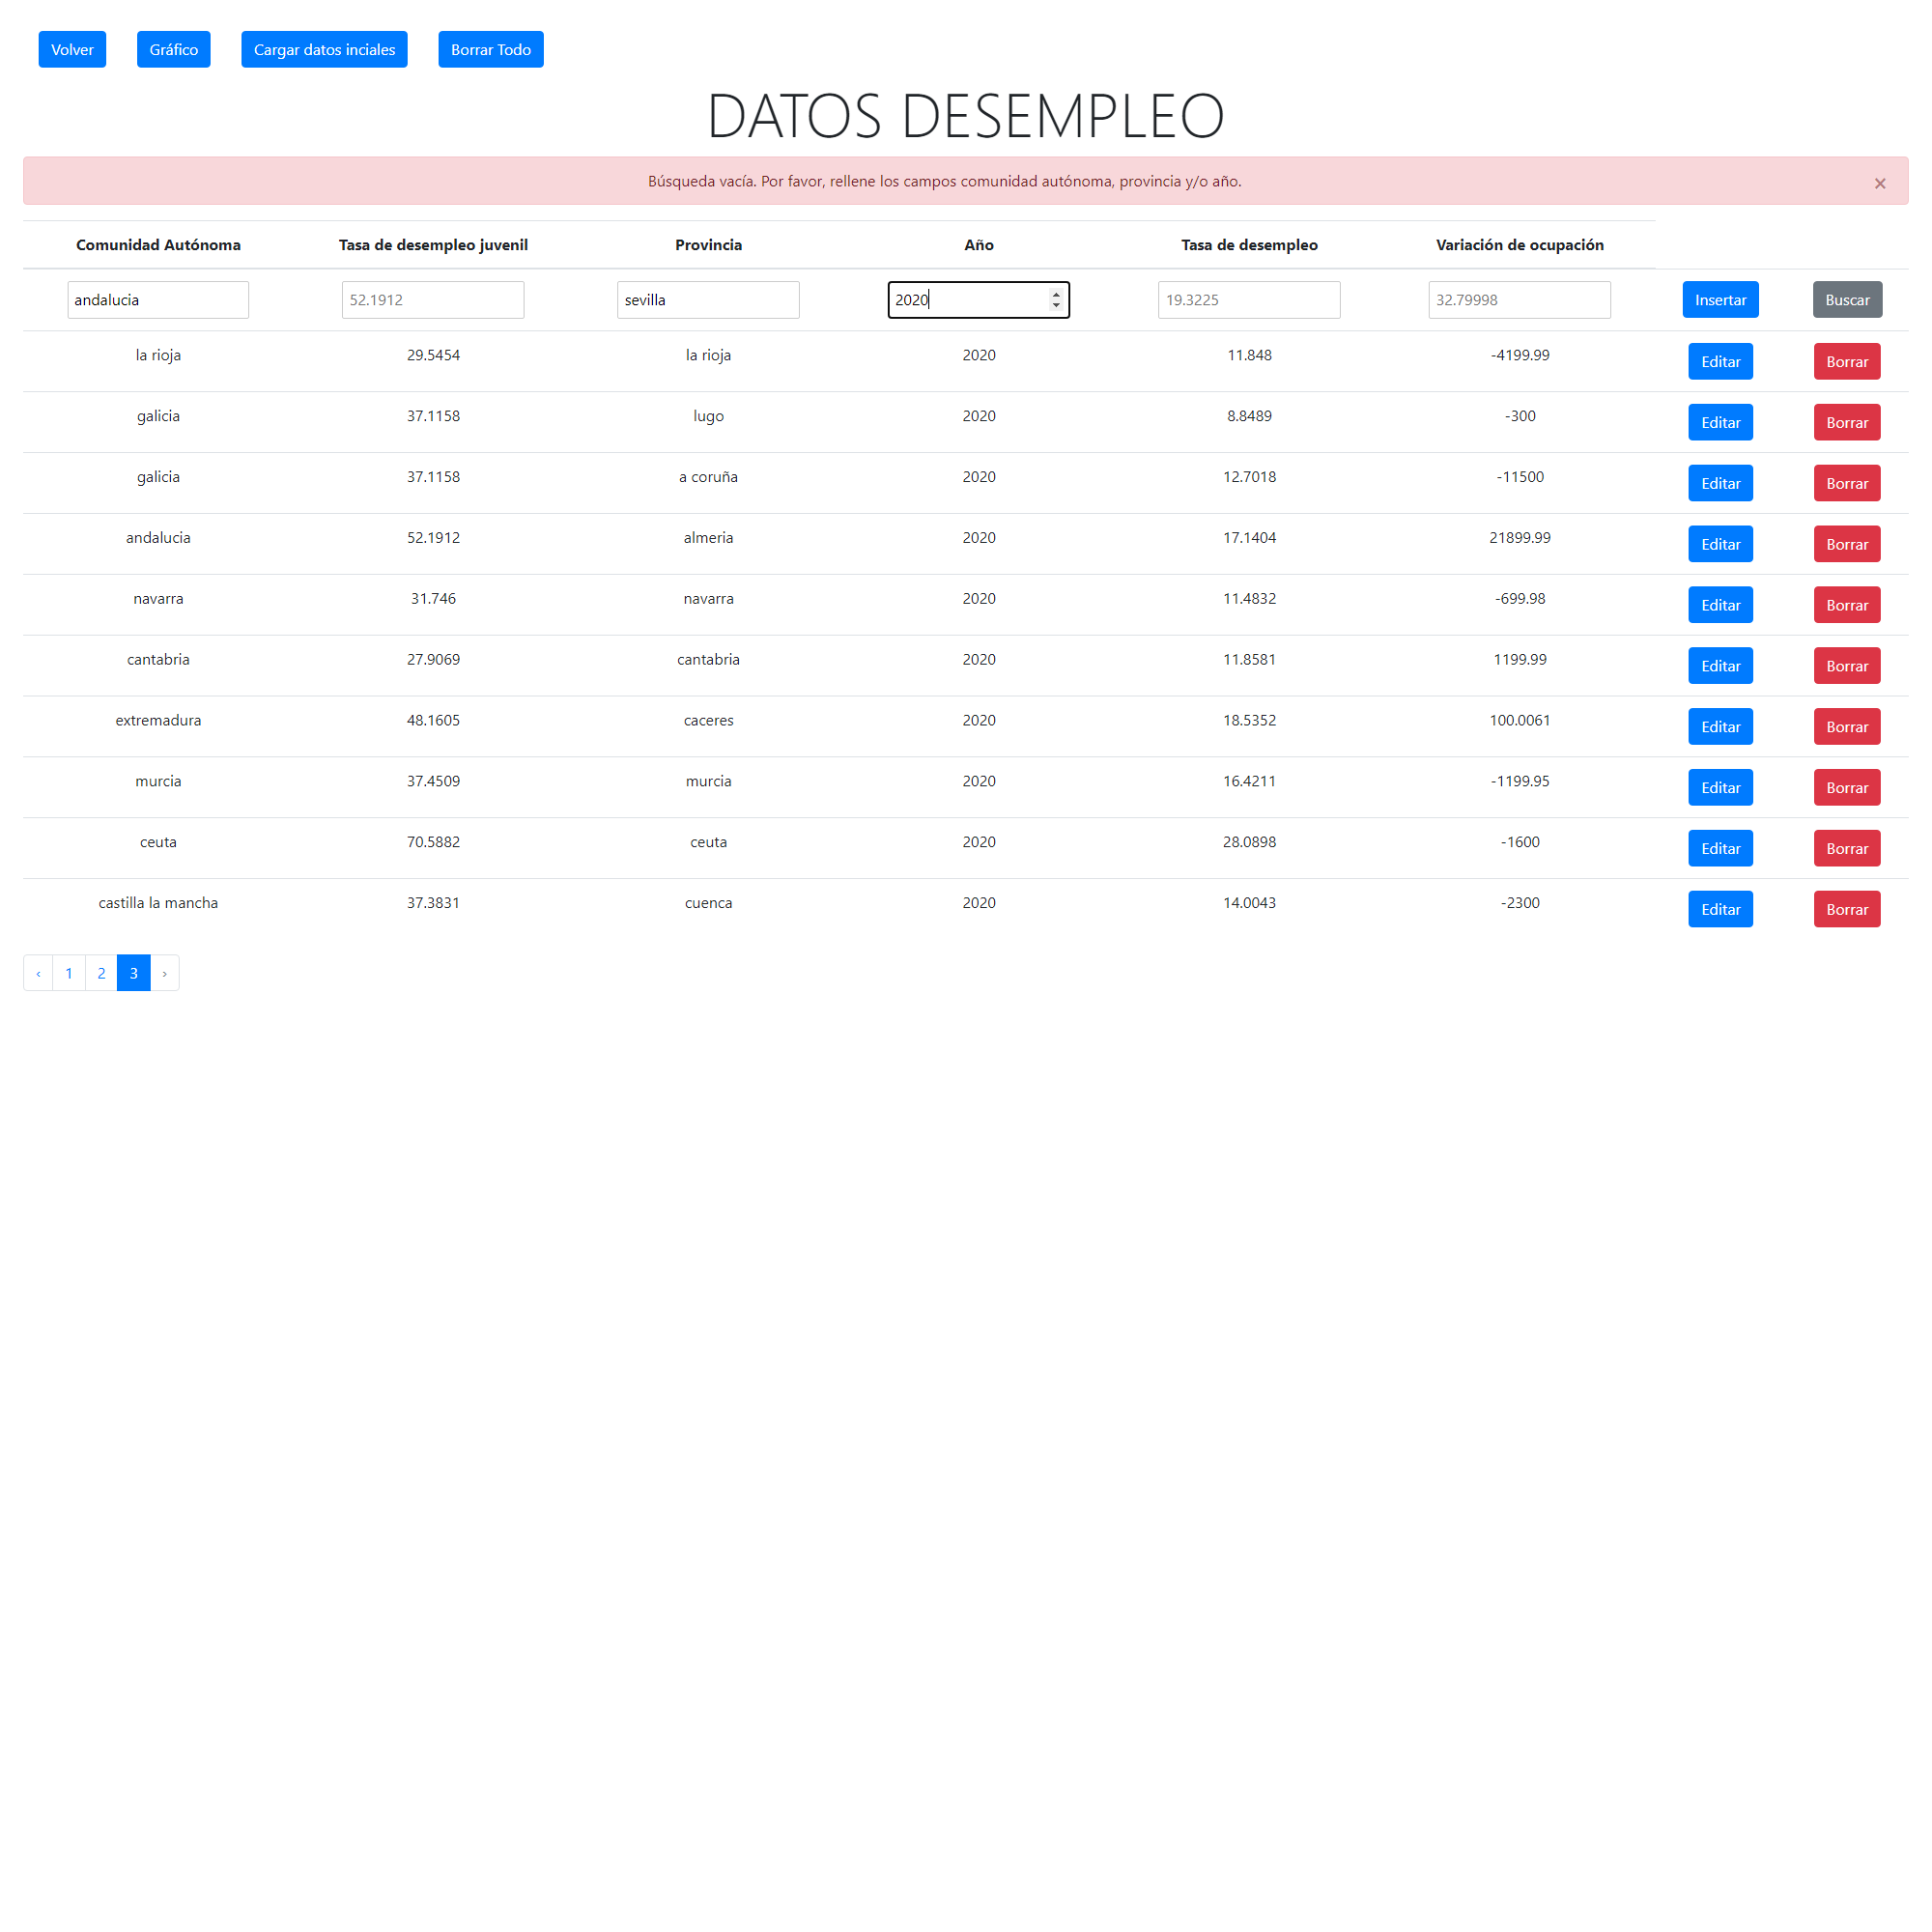 Volver Gráfico Cargar datos inciales Borrar Todo
DATOS DESEMPLEO
Búsqueda vacía. Por favor, rellene los campos comunidad autónoma, provincia y/o año. ×
Comunidad Autónoma Tasa de desempleo juvenil Provincia Año Tasa de desempleo Variación de ocupación
andalucia 52.1912 sevilla 2020 19.3225 32.79998 Insertar Buscar
la rioja 29.5454 la rioja 2020 11.848 -4199.99 Editar Borrar
galicia 37.1158 lugo 2020 8.8489 -300 Editar Borrar
galicia 37.1158 a coruña 2020 12.7018 -11500 Editar Borrar
andalucia 52.1912 almeria 2020 17.1404 21899.99 Editar Borrar
navarra 31.746 navarra 2020 11.4832 -699.98 Editar Borrar
cantabria 27.9069 cantabria 2020 11.8581 1199.99 Editar Borrar
extremadura 48.1605 caceres 2020 18.5352 100.0061 Editar Borrar
murcia 37.4509 murcia 2020 16.4211 -1199.95 Editar Borrar
ceuta 70.5882 ceuta 2020 28.0898 -1600 Editar Borrar
castilla la mancha 37.3831 cuenca 2020 14.0043 -2300 Editar Borrar
‹ 1 2 3 ›